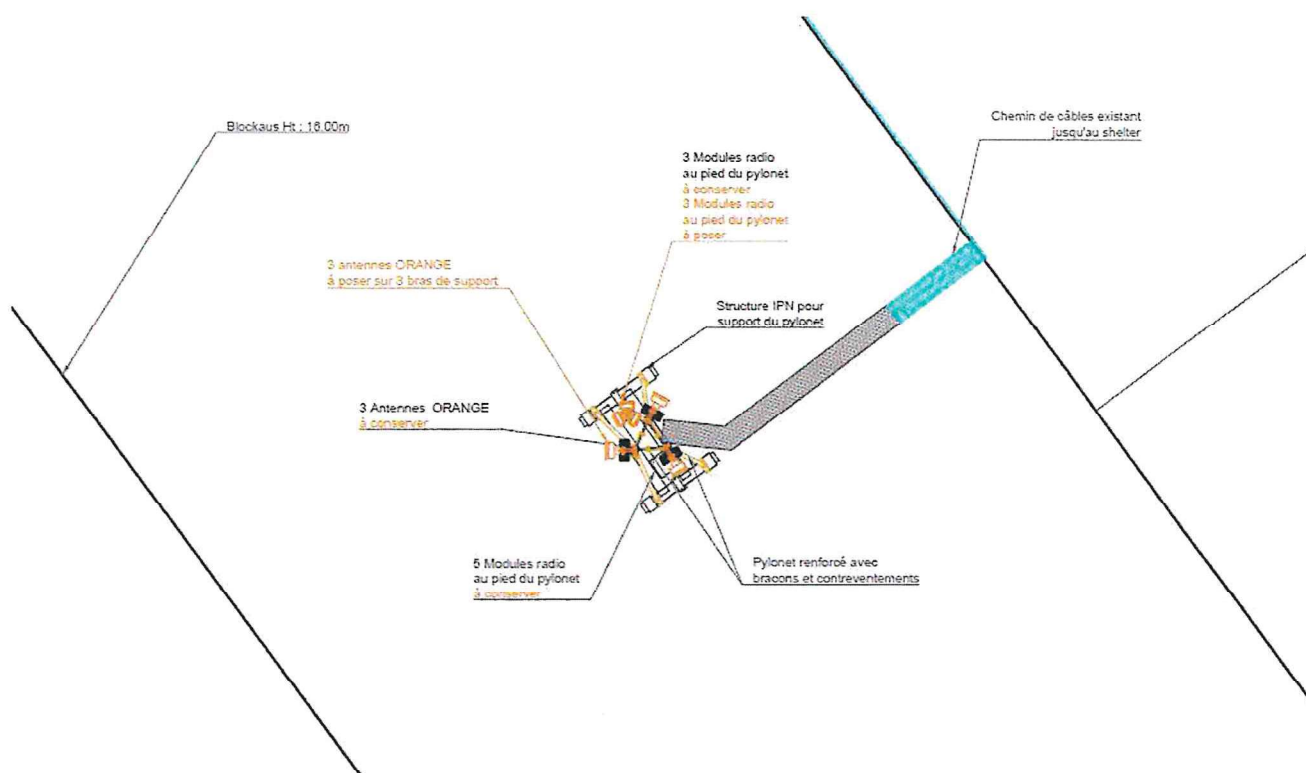 Blockaus Ht : 16.00m
Chemin de câbles existant
jusqu'au shelter
3 Modules radio
au pied du pylonet
à conserver
3 Modules radio
au pied du pylonet
à poser
3 antennes ORANGE
à poser sur 3 bras de support
Structure IPN pour
support du pylonet
3 Antennes ORANGE
à conserver
5 Modules radio
au pied du pylonet
à conserver
Pylonet renforcé avec
bracons et contreventements